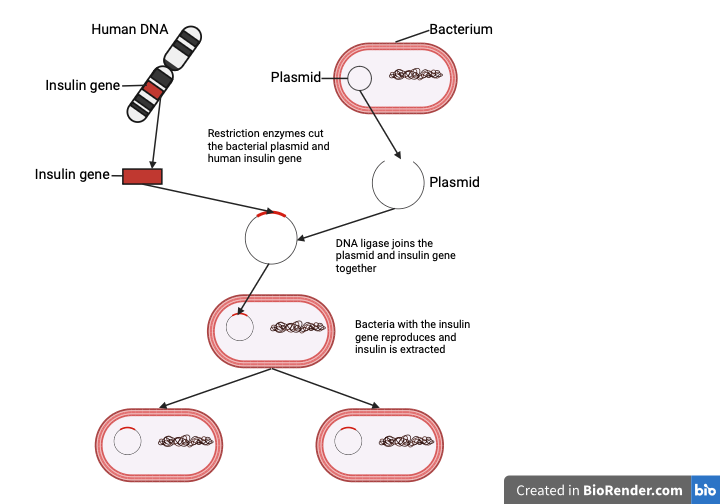 Human DNA
Bacterium
Insulin gene
Plasmid
Restriction enzymes cut
the bacterial plasmid and
human insulin gene
Insulin gene
Plasmid
DNA ligase joins the
plasmid and insulin gene
together
Bacteria with the insulin
gene reproduces and
insulin is extracted
Created in BioRender.com bio